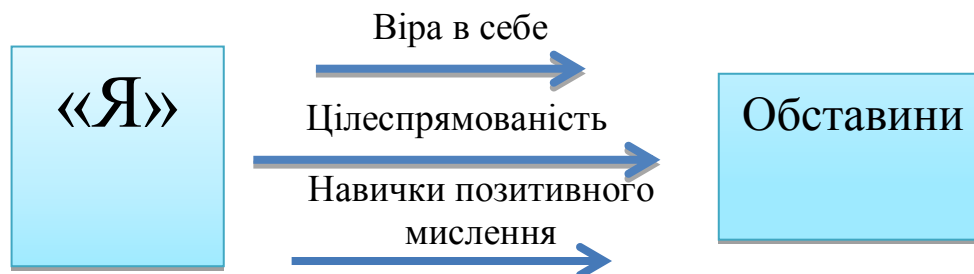 «Я»
Віра в себе
Цілеспрямованість
Навички позитивного
мислення
Обставини